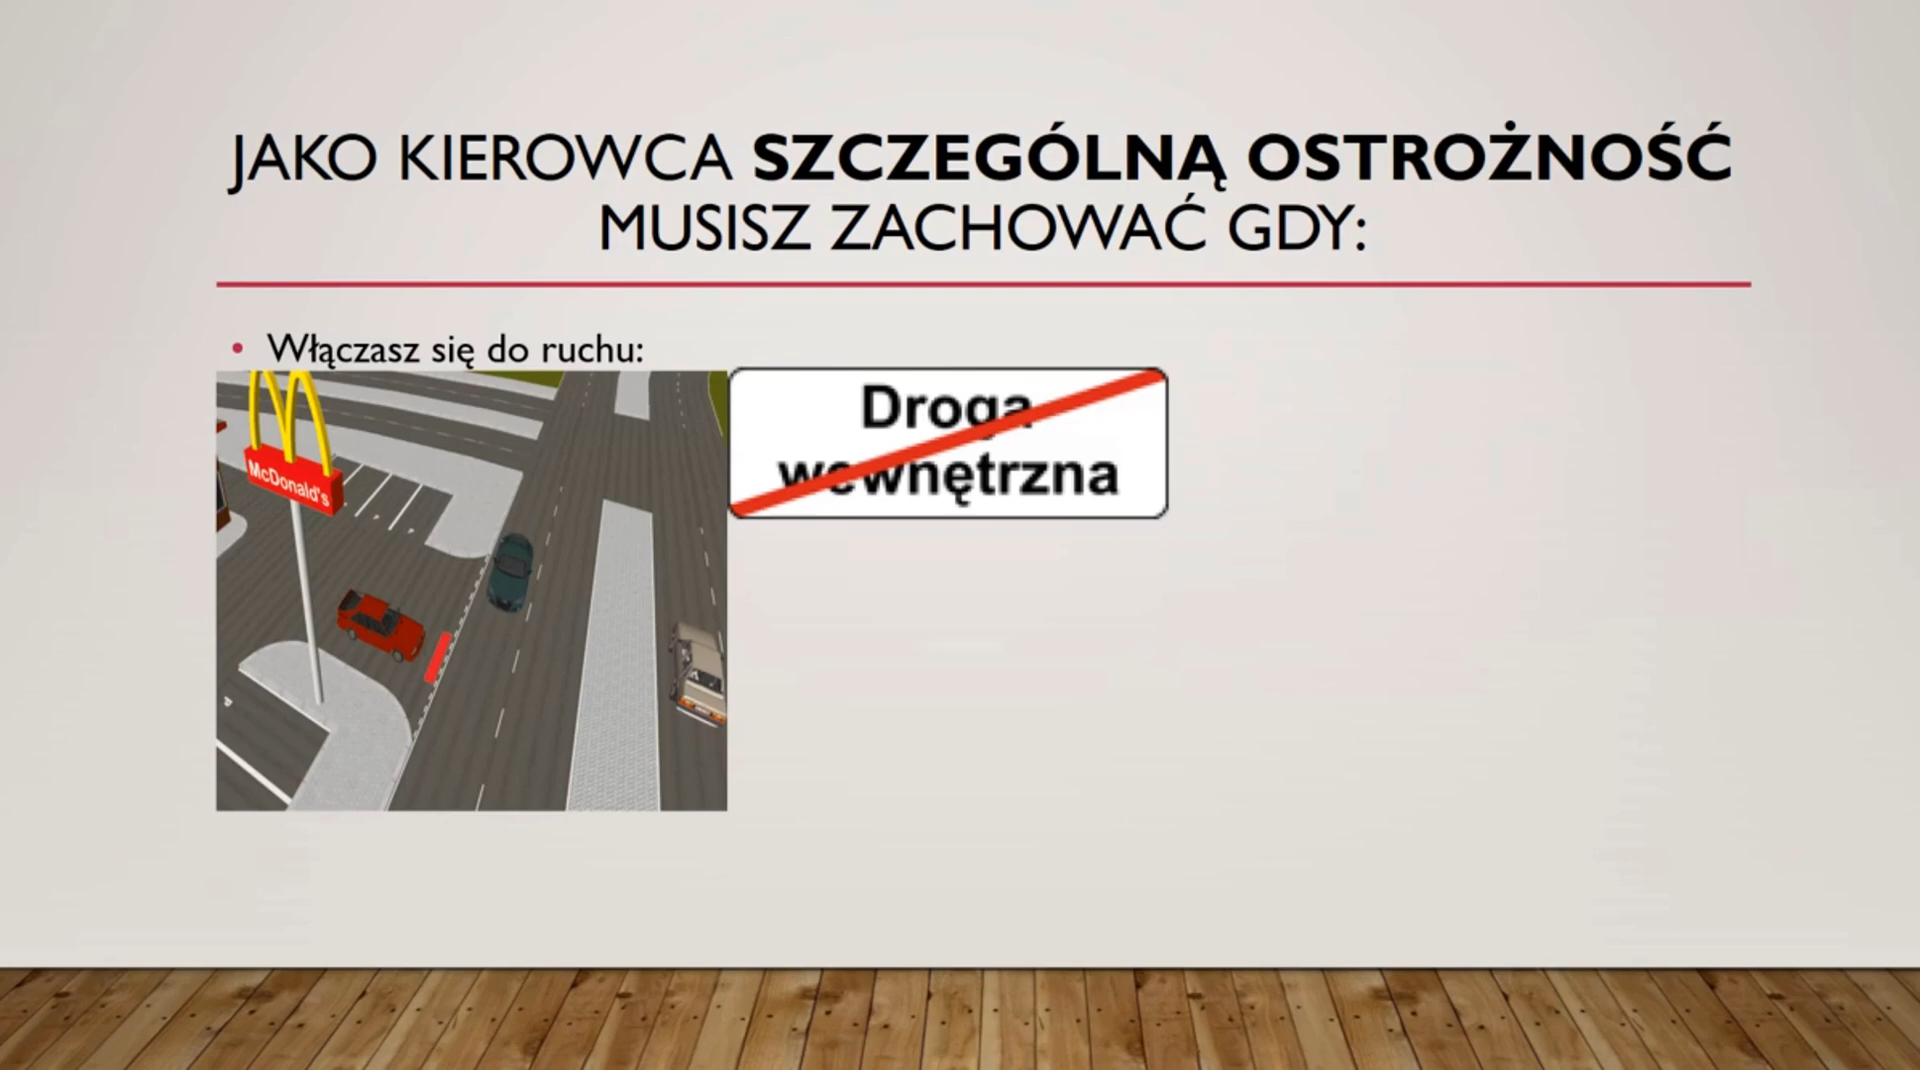 JAKO KIEROWCA SZCZEGÓLNĄ OSTROŻNOŚĆ
MUSISZ ZACHOWAĆ GDY:
• Włączasz się do ruchu:
McDonald's
Droga
wewnętrzna